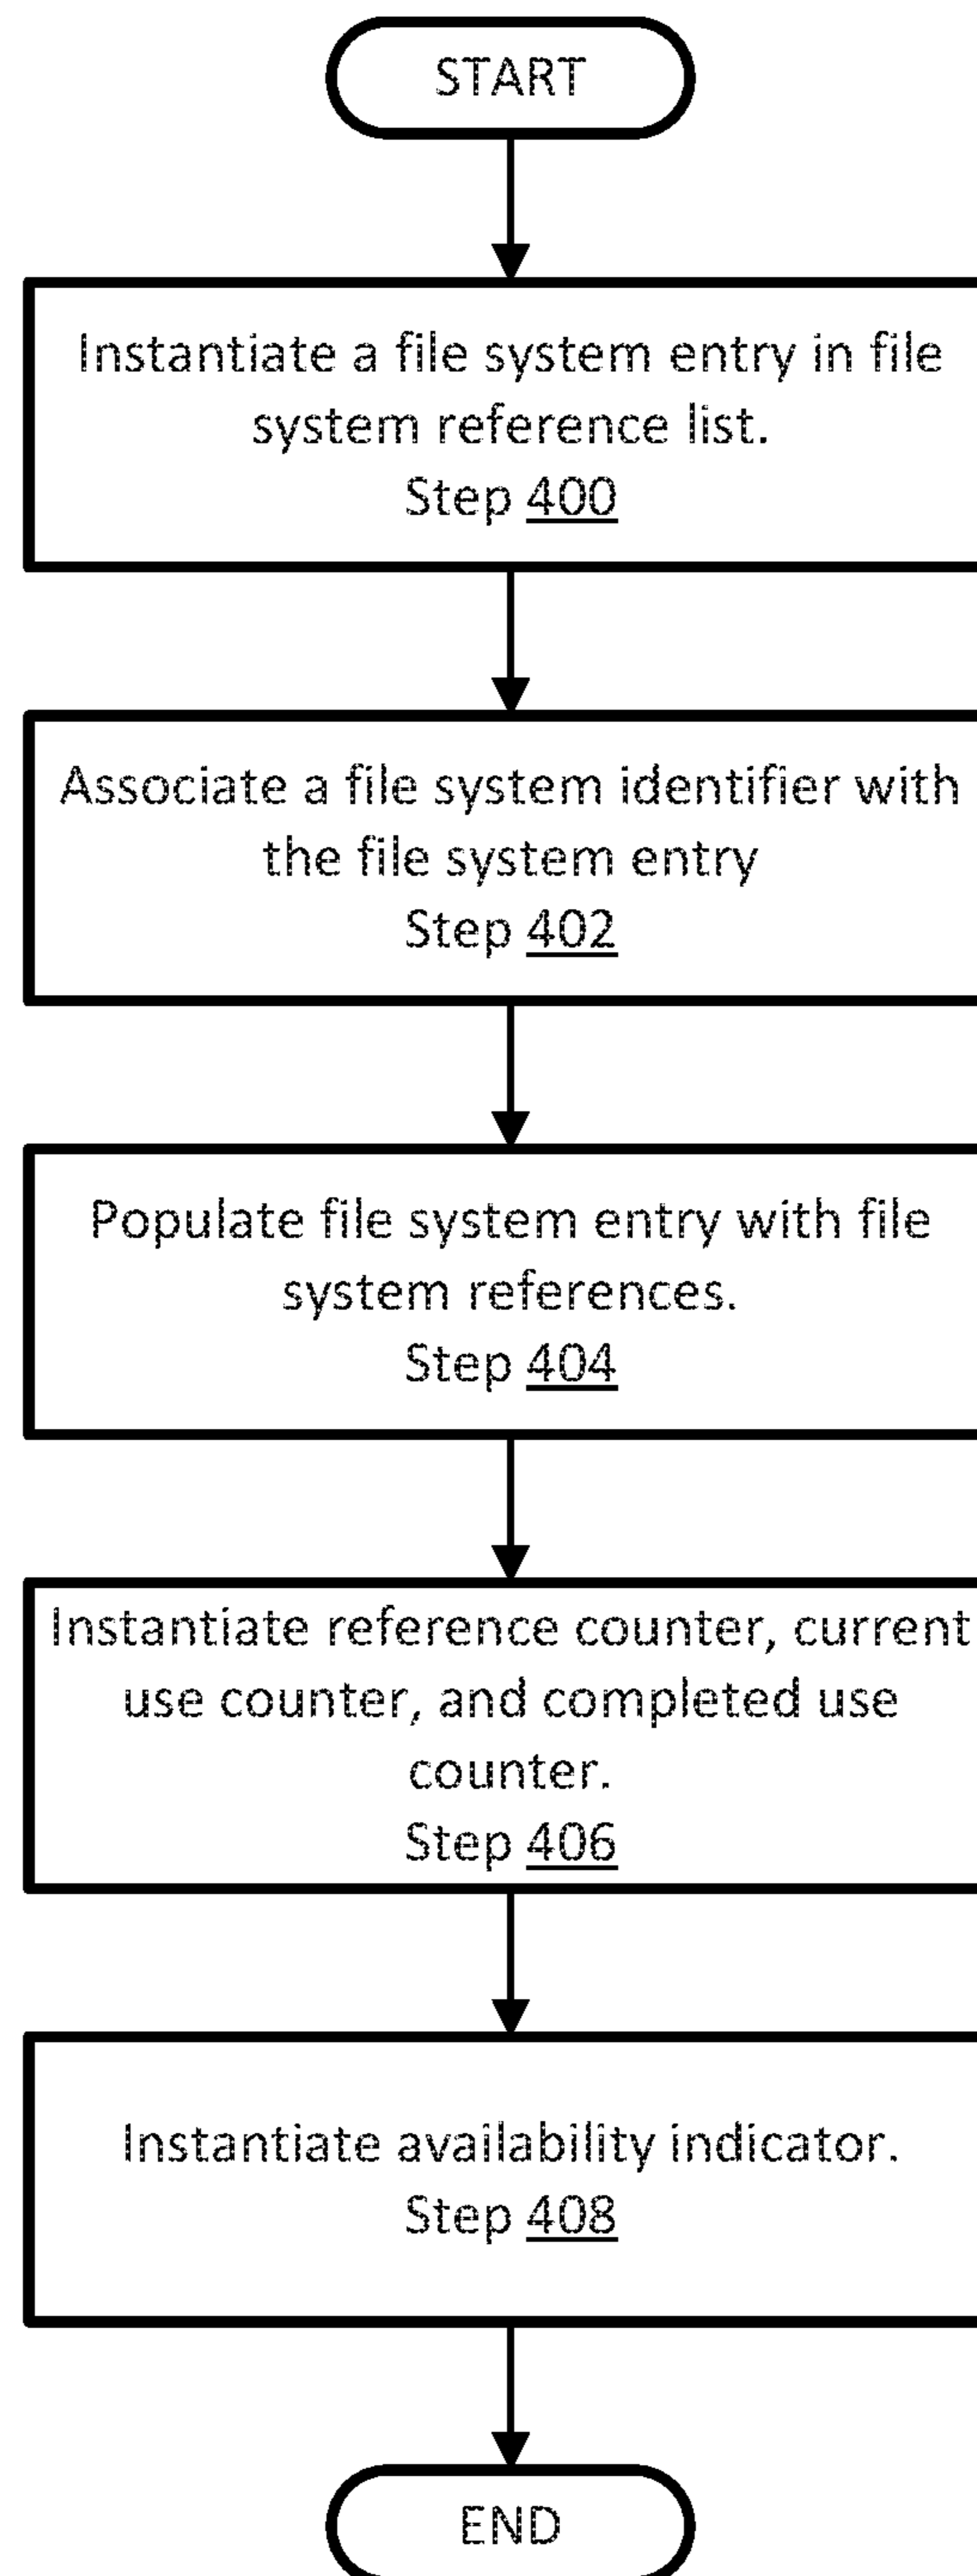 START
Instantiate a file system entry in file
system reference list.
Step 400
Associate a file system identifier with
the file system entry
Step 402
Populate file system entry with file
system references.
Step 404
Instantiate reference counter, current
use counter, and completed use
counter.
Step 406
Instantiate availability indicator.
Step 408
END